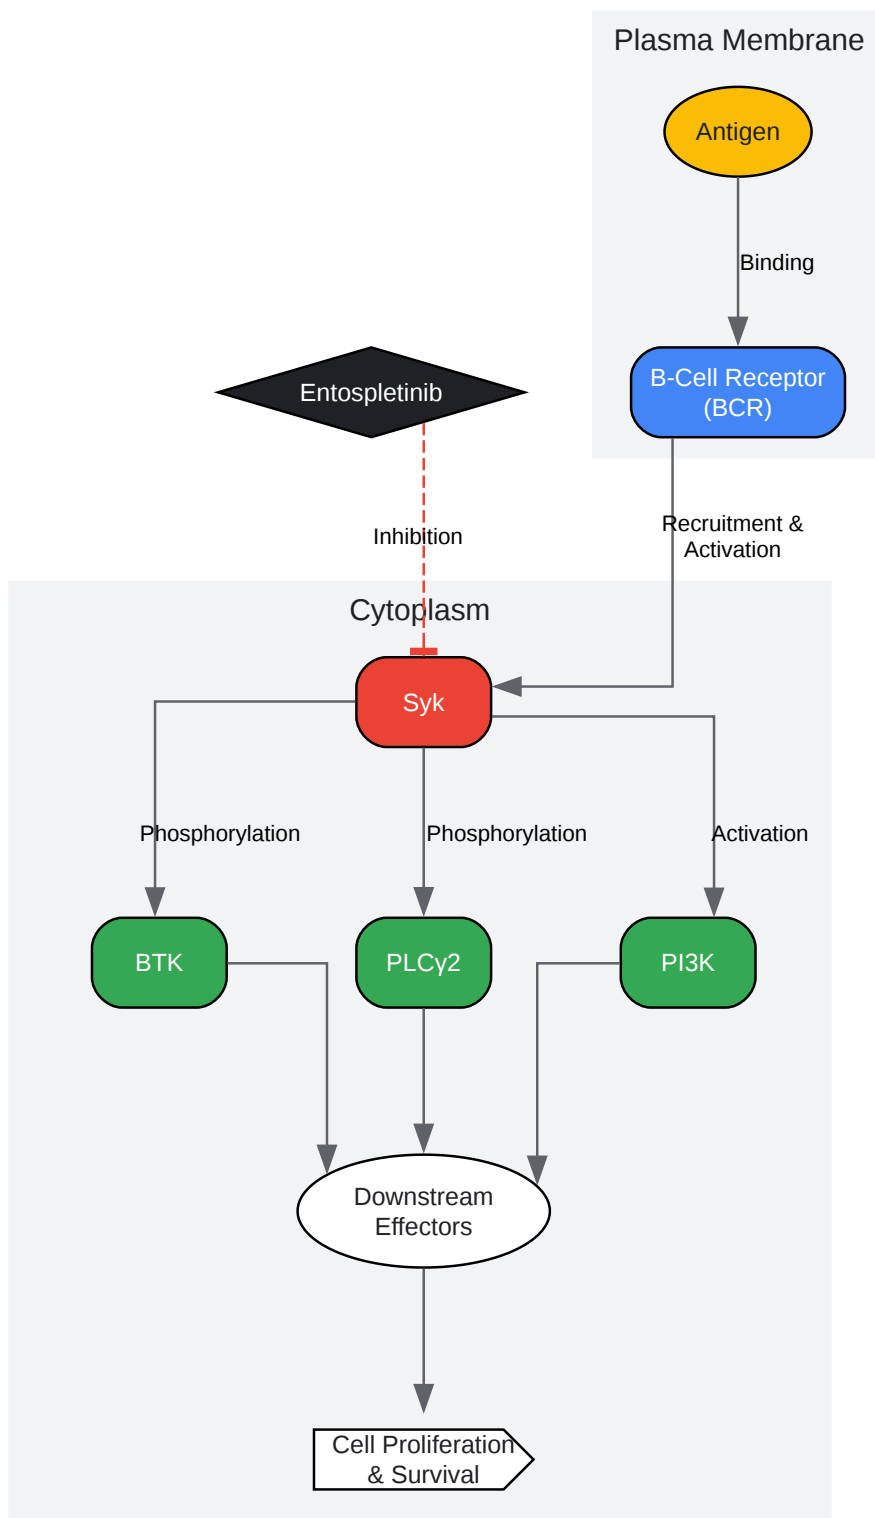 Plasma Membrane
Antigen
Binding
Entospletinib
B-Cell Receptor
(BCR)
Inhibition
Recruitment &
Activation
Cytoplasm
Syk
Phosphorylation
Phosphorylation
Activation
BTK
PLCγ2
PI3K
Downstream
Effectors
Cell Proliferation
& Survival